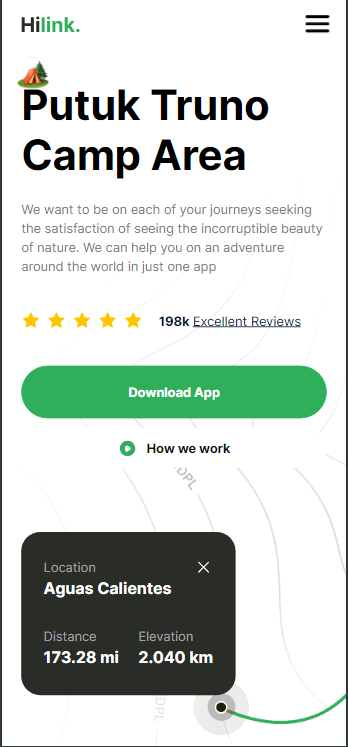 Hilink.
Putuk Truno
Camp Area
We want to be on each of your journeys seeking
the satisfaction of seeing the incorruptible beauty
of nature. We can help you on an adventure
around the world in just one app
198k Excellent Reviews
Download App
How we work
DPL
Location
Aguas Calientes
Distance Elevation
173.28 mi 2.040 km
DPL